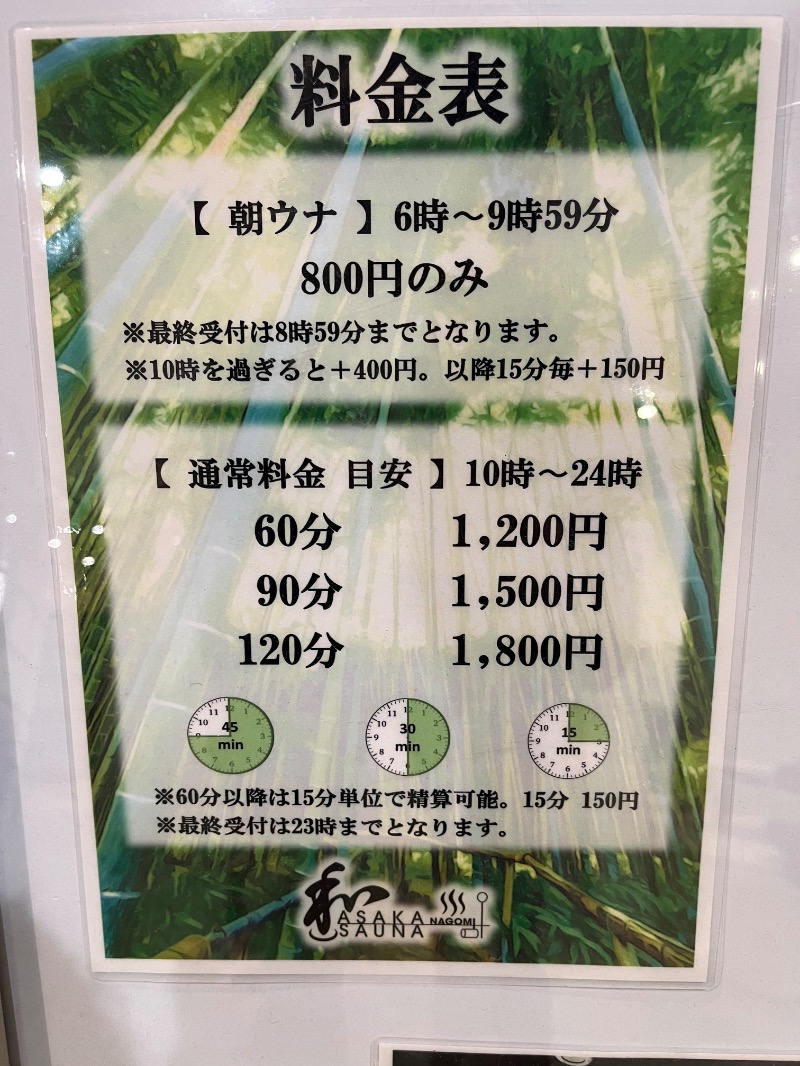 料金表
【 朝ウナ 】 6時～9時59分
800円のみ
※最終受付は8時59分までとなります。
※10時を過ぎると＋400円。以降15分毎＋150円
【 通常料金 目安 】 10時～24時
60分 1,200円
90分 1,500円
120分 1,800円
45 min
30 min
15 min
※60分以降は15分単位で精算可能。15分 150円
※最終受付は23時までとなります。
和 ASAKA SAUNA NAGOMI